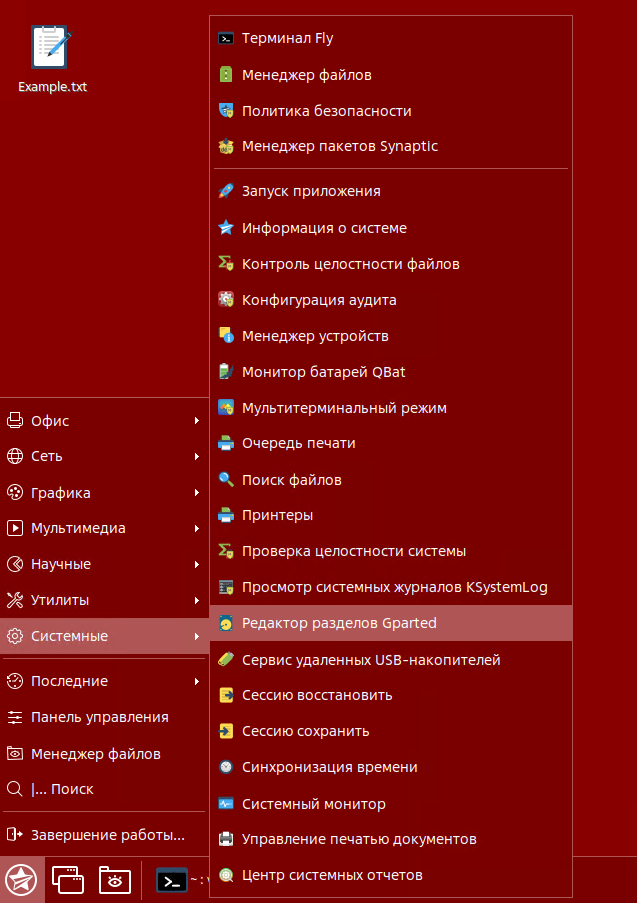 Example.txt
Терминал Fly
Менеджер файлов
Политика безопасности
Менеджер пакетов Synaptic
Запуск приложения
Информация о системе
Контроль целостности файлов
Конфигурация аудита
Менеджер устройств
Монитор батарей QBat
Мультитерминальный режим
Очередь печати
Поиск файлов
Принтеры
Проверка целостности системы
Просмотр системных журналов KSystemLog
Редактор разделов Gparted
Сервис удаленных USB-накопителей
Сессию восстановить
Сессию сохранить
Синхронизация времени
Системный монитор
Управление печатью документов
Центр системных отчетов
Офис
Сеть
Графика
Мультимедиа
Научные
Утилиты
Системные
Последние
Панель управления
Менеджер файлов
|... Поиск
Завершение работы...